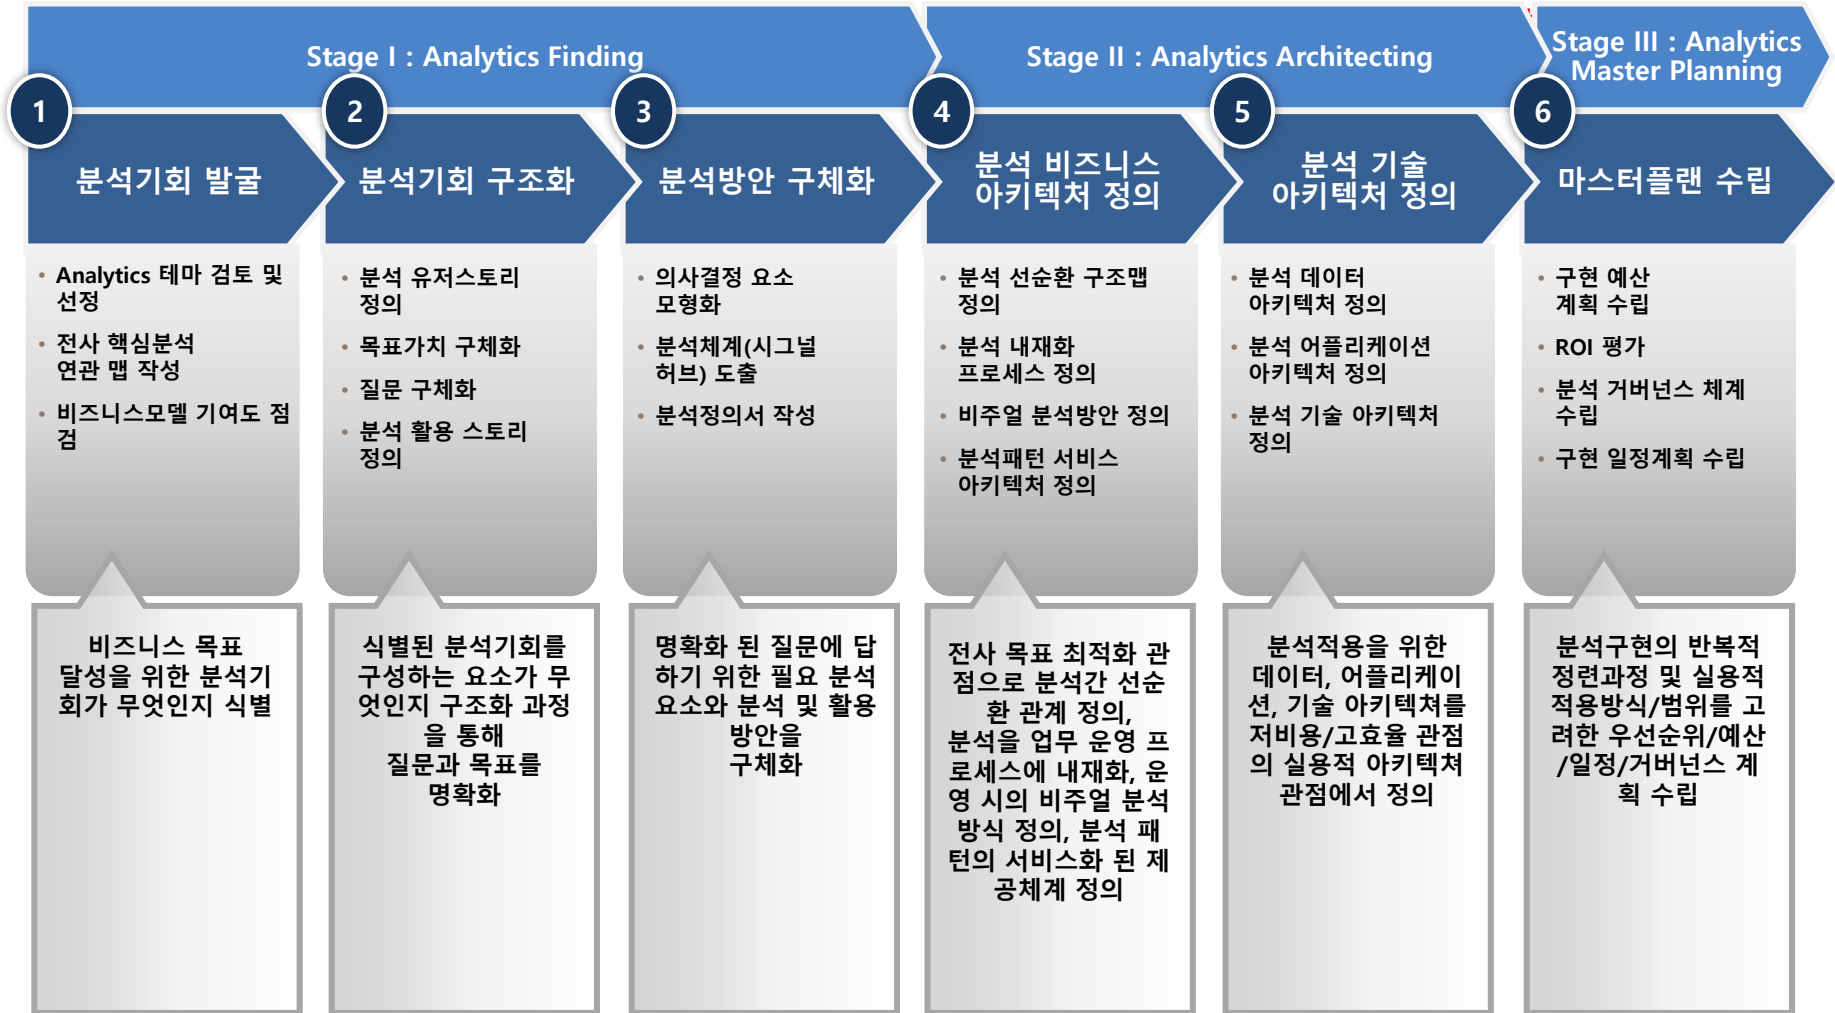 Stage I : Analytics Finding
Stage II : Analytics Architecting
Stage III : Analytics
Master Planning
1
분석기회 발굴
2
분석기회 구조화
3
분석방안 구체화
4
분석 비즈니스
아키텍처 정의
5
분석 기술
아키텍처 정의
6
마스터플랜 수립
• Analytics 테마 검토 및
선정
• 전사 핵심분석
연관 맵 작성
• 비즈니스모델 기여도 점
검
• 분석 유저스토리
정의
• 목표가치 구체화
• 질문 구체화
• 분석 활용 스토리
정의
• 의사결정 요소
모형화
• 분석체계(시그널
허브) 도출
• 분석정의서 작성
• 분석 선순환 구조맵
정의
• 분석 내재화
프로세스 정의
• 비주얼 분석방안 정의
• 분석패턴 서비스
아키텍처 정의
• 분석 데이터
아키텍처 정의
• 분석 어플리케이션
아키텍처 정의
• 분석 기술 아키텍처
정의
• 구현 예산
계획 수립
• ROI 평가
• 분석 거버넌스 체계
수립
• 구현 일정계획 수립
비즈니스 목표
달성을 위한 분석기
회가 무엇인지 식별
식별된 분석기회를
구성하는 요소가 무
엇인지 구조화 과정
을 통해
질문과 목표를
명확화
명확화 된 질문에 답
하기 위한 필요 분석
요소와 분석 및 활용
방안을
구체화
전사 목표 최적화 관
점으로 분석간 선순
환 관계 정의,
분석을 업무 운영 프
로세스에 내재화, 운
영 시의 비주얼 분석
방식 정의, 분석 패
턴의 서비스화 된 제
공체계 정의
분석적용을 위한
데이터, 어플리케이
션, 기술 아키텍쳐를
저비용/고효율 관점
의 실용적 아키텍쳐
관점에서 정의
분석구현의 반복적
정련과정 및 실용적
적용방식/범위를 고
려한 우선순위/예산
/일정/거버넌스 계
획 수립